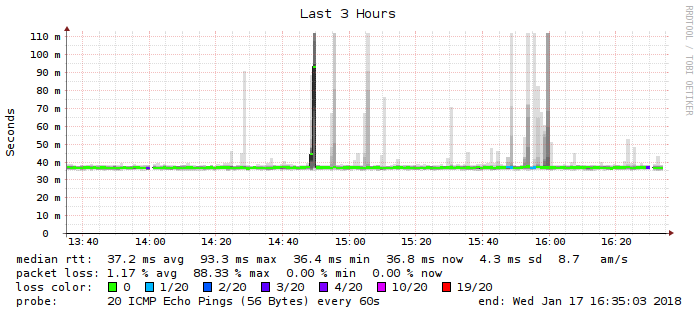 Last 3 Hours
RRDTOOL / TOBI OETIKER
Seconds
110 m
100 m
90 m
80 m
70 m
60 m
50 m
40 m
30 m
20 m
10 m
0
13:40 14:00 14:20 14:40 15:00 15:20 15:40 16:00 16:20
median rtt: 37.2 ms avg 93.3 ms max 36.4 ms min 36.8 ms now 4.3 ms sd 8.7 am/s
packet loss: 1.17 % avg 88.33 % max 0.00 % min 0.00 % now
loss color: 0 1/20 2/20 3/20 4/20 10/20 19/20
probe: 20 ICMP Echo Pings (56 Bytes) every 60s end: Wed Jan 17 16:35:03 2018